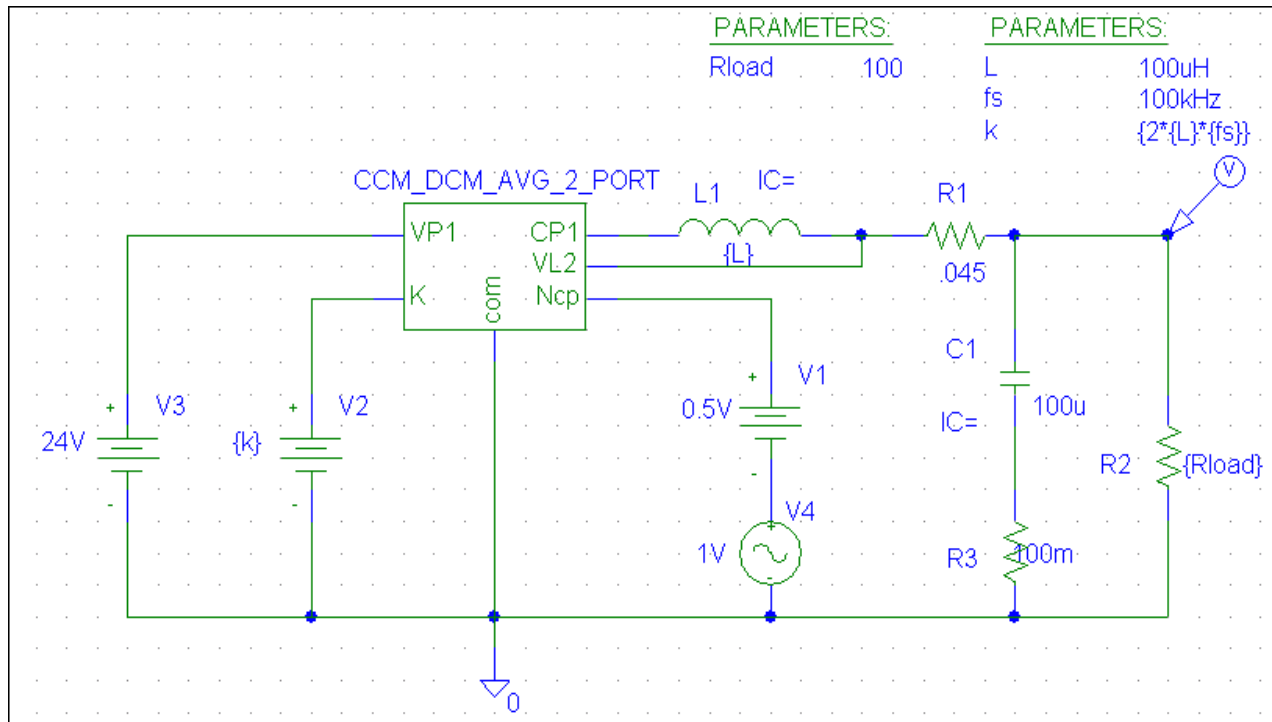 PARAMETERS:
Rload 100
PARAMETERS:
L 100uH
fs 100kHz
k {2*{L}*{fs}}
V
CCM_DCM_AVG_2_PORT
L1
IC=
R1
VP1
CP1
{L}
.045
VL2
K
com
Ncp
C1
V1
0.5V
+
-
V3
24V
+
-
V2
{k}
+
-
100u
IC=
R2
{Rload}
V4
1V
+
-
R3
100m
0